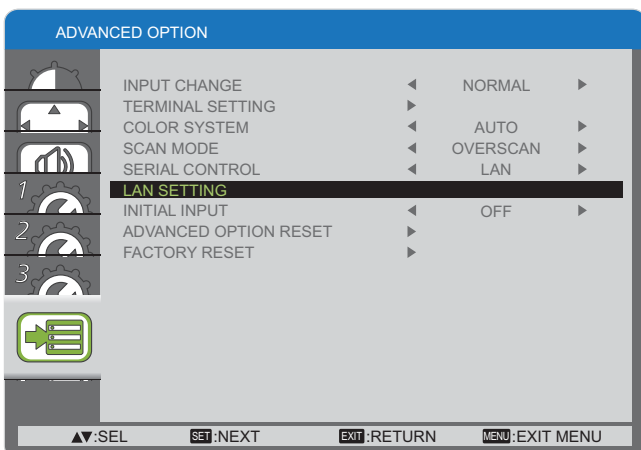 ADVANCED OPTION
INPUT CHANGE NORMAL
TERMINAL SETTING
COLOR SYSTEM AUTO
SCAN MODE OVERSCAN
SERIAL CONTROL LAN
LAN SETTING
INITIAL INPUT OFF
ADVANCED OPTION RESET
FACTORY RESET
1
2
3
▲▼:SEL SET:NEXT EXIT:RETURN MENU:EXIT MENU